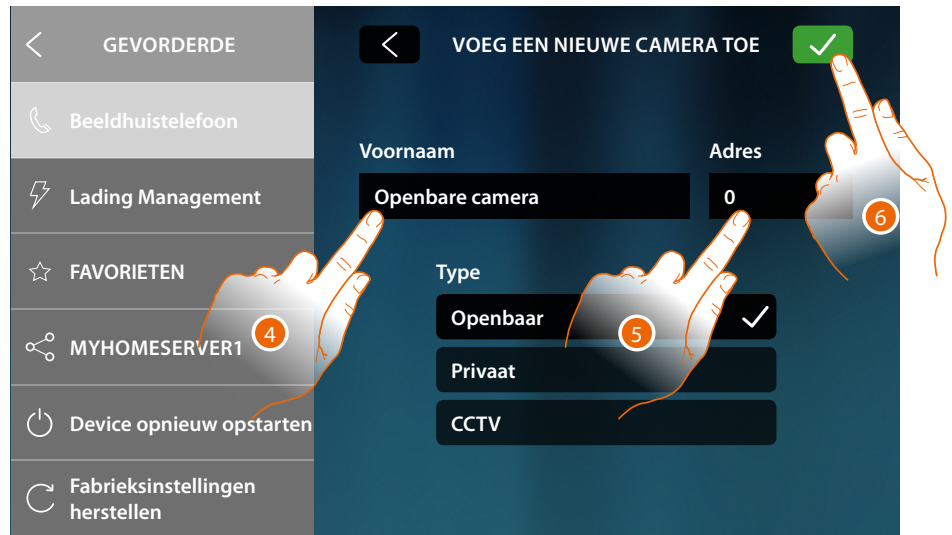 GEVORDERDE
Beeldhuistelefoon
Lading Management
FAVORIETEN
MYHOMESERVER1
Device opnieuw opstarten
Fabrieksinstellingen
herstellen
VOEG EEN NIEUWE CAMERA TOE
Voornaam
Adres
Openbare camera
0
Type
Openbaar
Privaat
CCTV
4
5
6